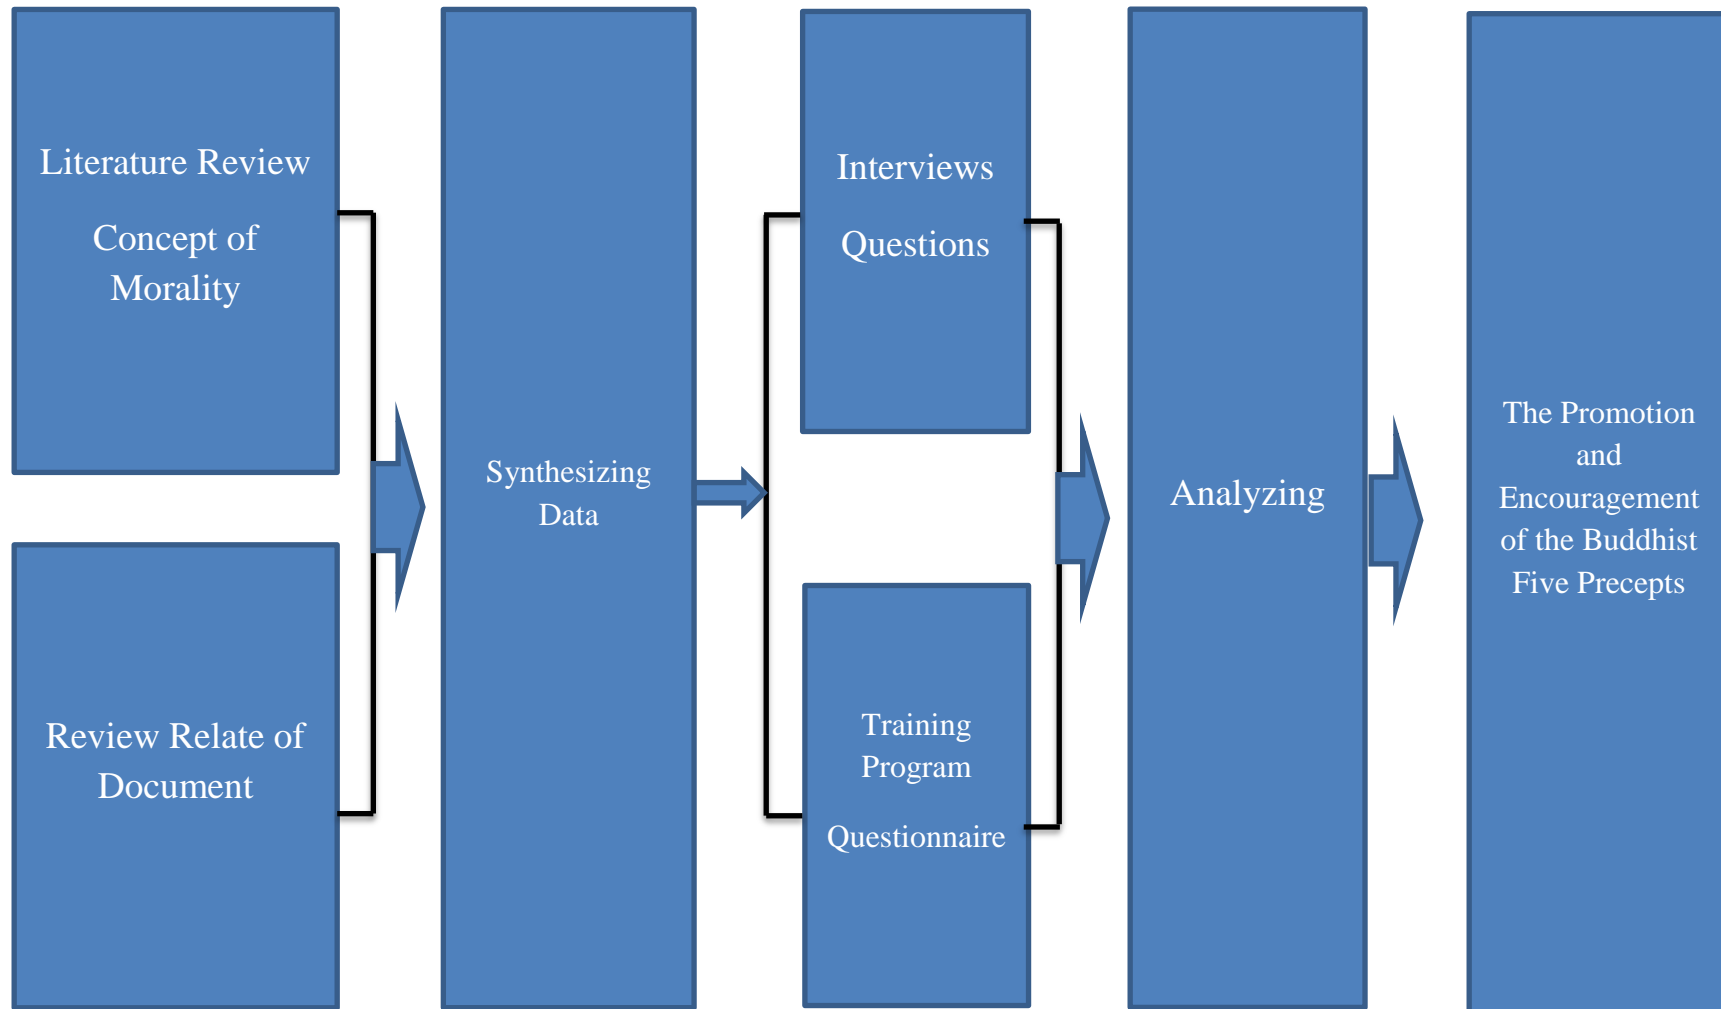 Literature Review
Concept of
Morality
Review Relate of
Document
Synthesizing
Data
Interviews
Questions
Training
Program
Questionnaire
Analyzing
The Promotion
and
Encouragement
of the Buddhist
Five Precepts